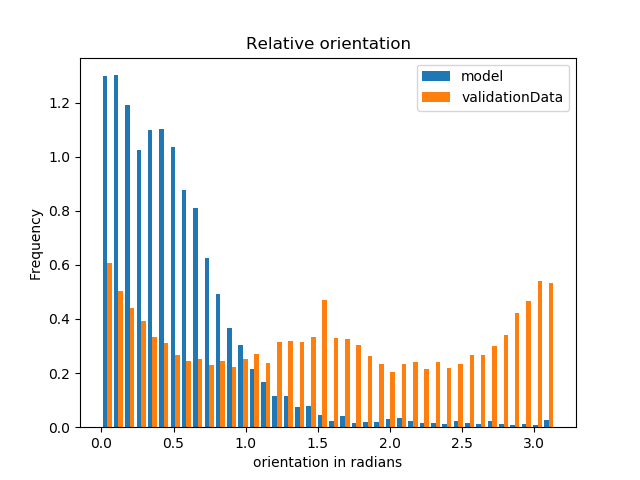 Relative orientation
model
validationData
Frequency
1.2
1.0
0.8
0.6
0.4
0.2
0.0
0.0 0.5 1.0 1.5 2.0 2.5 3.0
orientation in radians